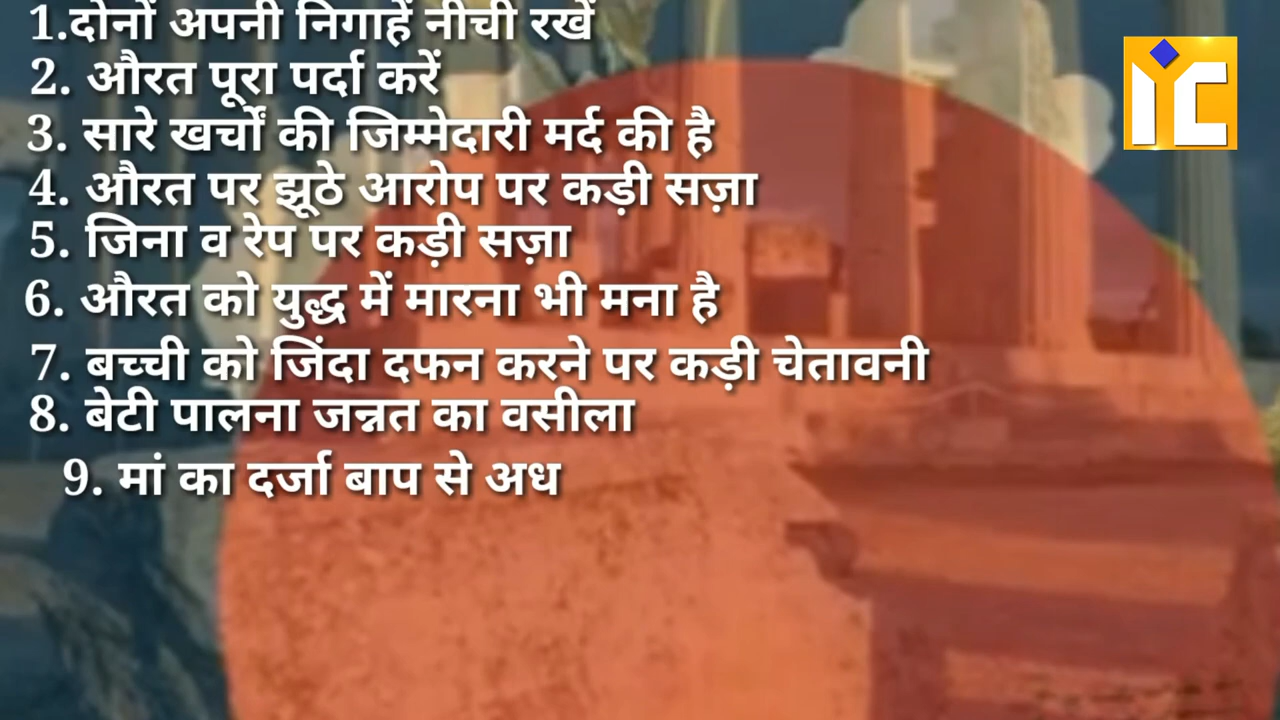 1.दोनों अपनी निगाहें नीची रखें
2. औरत पूरा पर्दा करें
3. सारे खर्चों की जिम्मेदारी मर्द की है
4. औरत पर झूठे आरोप पर कड़ी सज़ा
5. जिना व रेप पर कड़ी सज़ा
6. औरत को युद्ध में मारना भी मना है
7. बच्ची को जिंदा दफन करने पर कड़ी चेतावनी
8. बेटी पालना जन्नत का वसीला
9. मां का दर्जा बाप से अध
YC